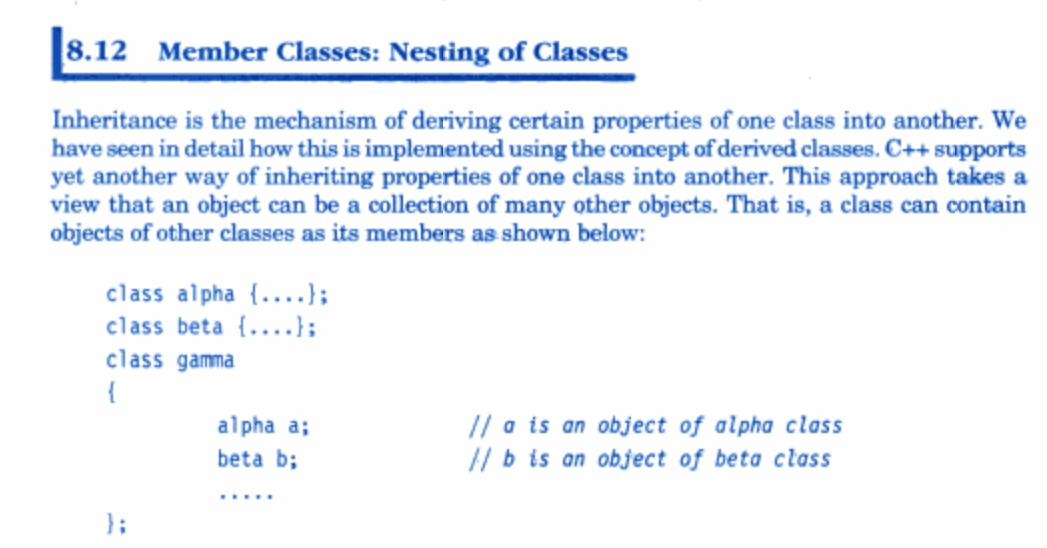 8.12 Member Classes: Nesting of Classes
Inheritance is the mechanism of deriving certain properties of one class into another. We
have seen in detail how this is implemented using the concept of derived classes. C++ supports
yet another way of inheriting properties of one class into another. This approach takes a
view that an object can be a collection of many other objects. That is, a class can contain
objects of other classes as its members as shown below:
class alpha {....};
class beta {....};
class gamma
{
alpha a; // a is an object of alpha class
beta b; // b is an object of beta class
.....
};